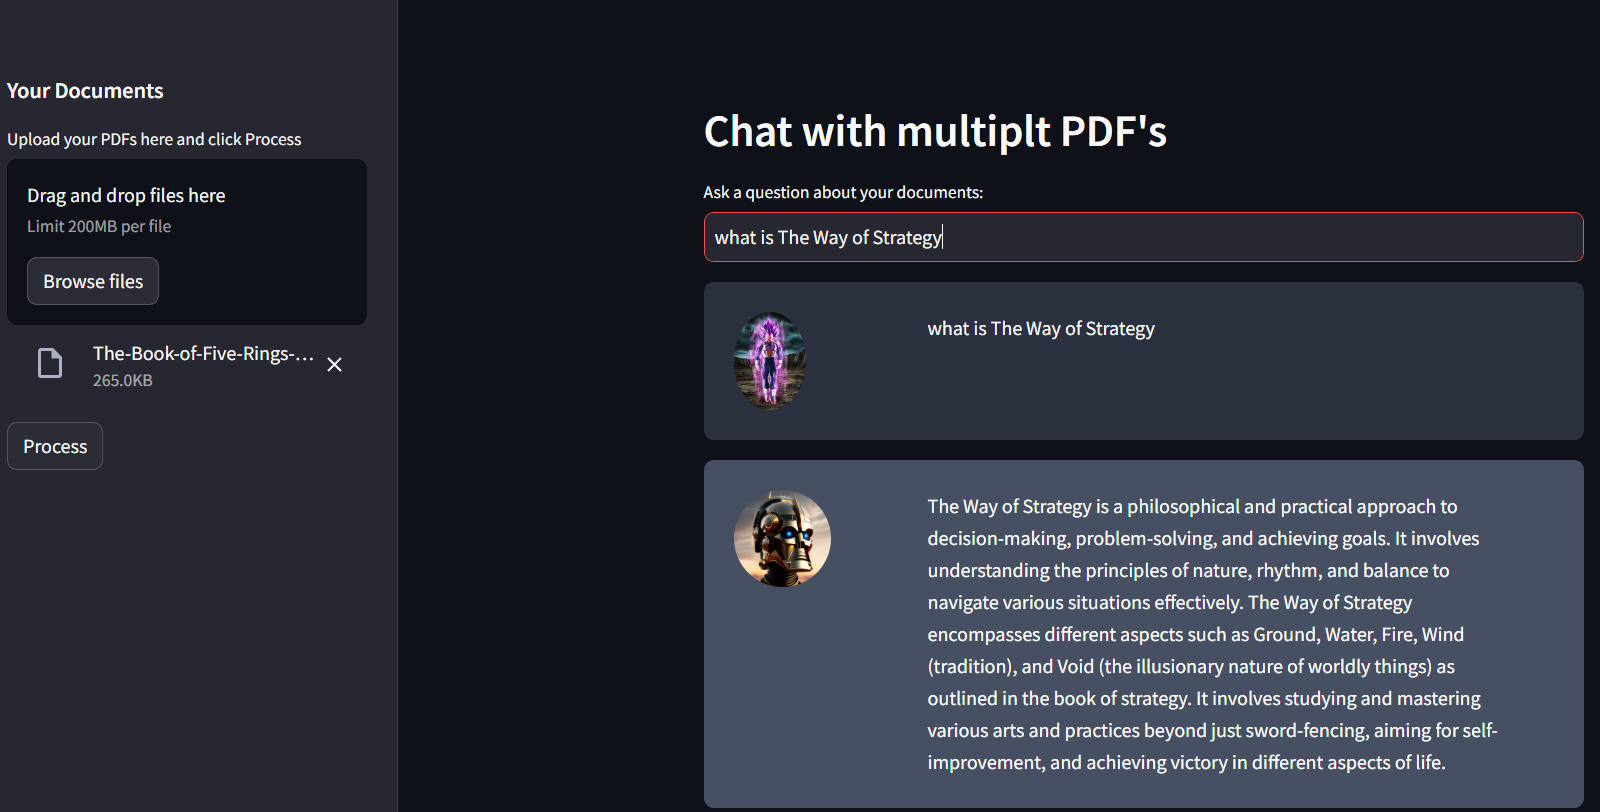 Your Documents
Upload your PDFs here and click Process
Drag and drop files here
Limit 200MB per file
Browse files
The-Book-of-Five-Rings-...
265.0KB
Process
Chat with multiplt PDF's
Ask a question about your documents:
what is The Way of Strategy
what is The Way of Strategy
The Way of Strategy is a philosophical and practical approach to
decision-making, problem-solving, and achieving goals. It involves
understanding the principles of nature, rhythm, and balance to
navigate various situations effectively. The Way of Strategy
encompasses different aspects such as Ground, Water, Fire, Wind
(tradition), and Void (the illusionary nature of worldly things) as
outlined in the book of strategy. It involves studying and mastering
various arts and practices beyond just sword-fencing, aiming for self-
improvement, and achieving victory in different aspects of life.